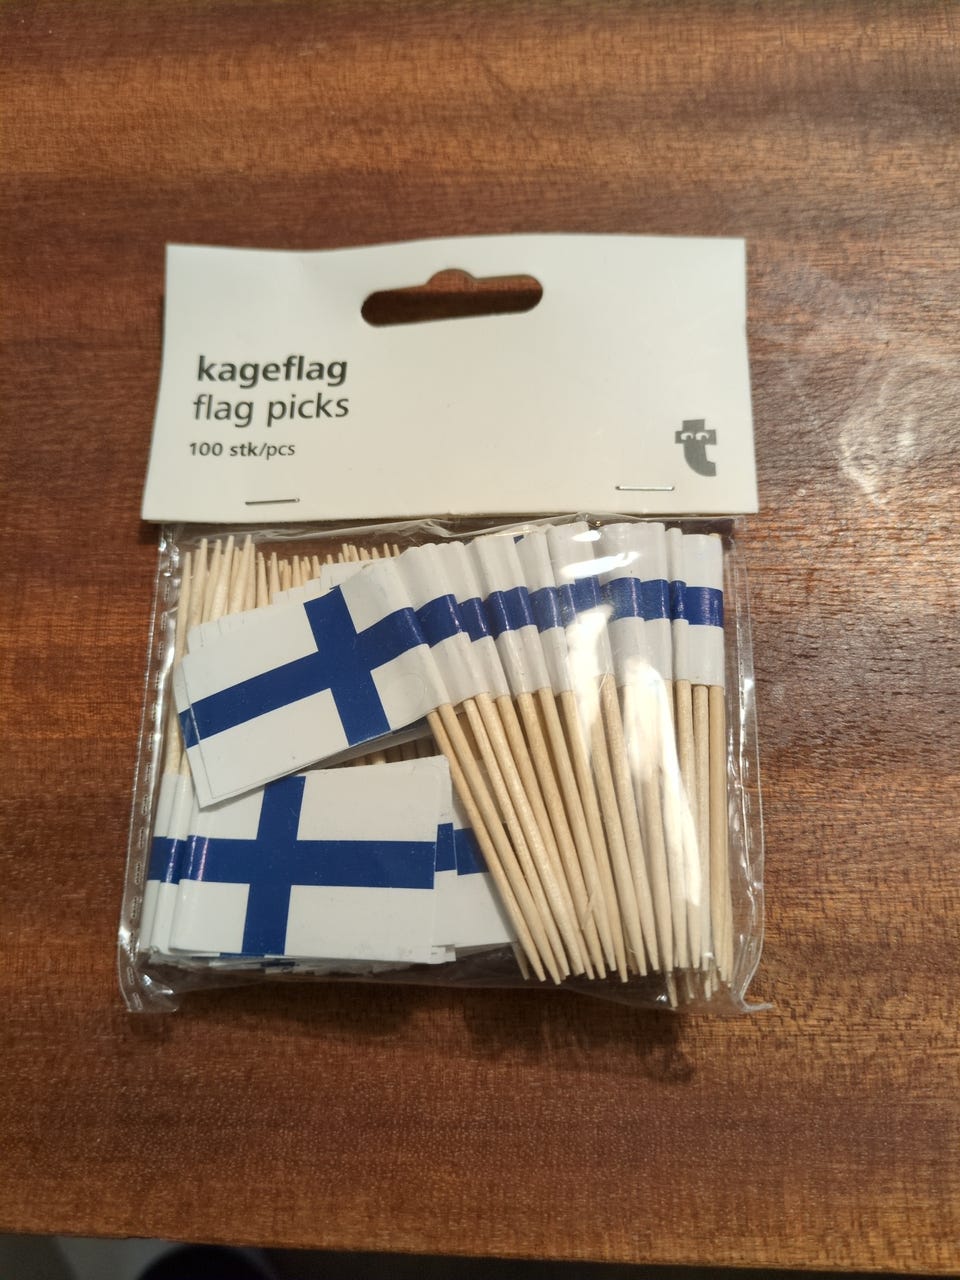 kageflag
flag picks
100 stk/pcs
t